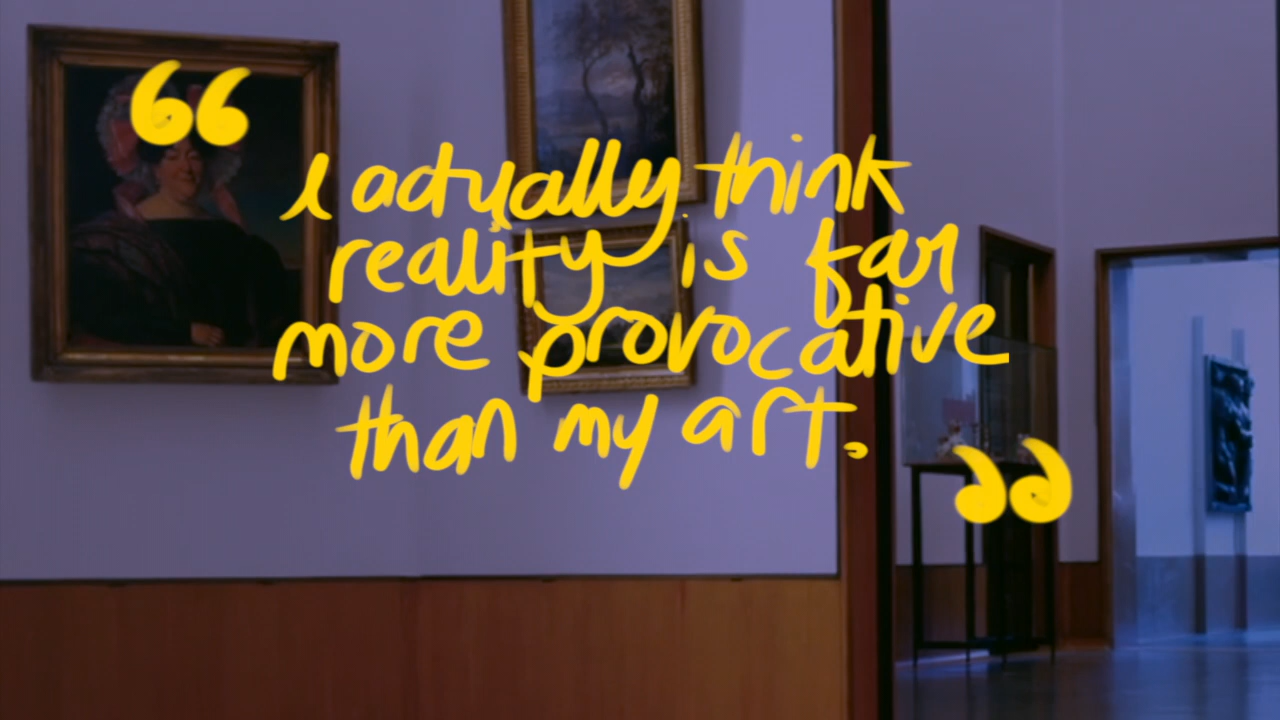 “I actually think
reality is far
more provocative
than my art.”